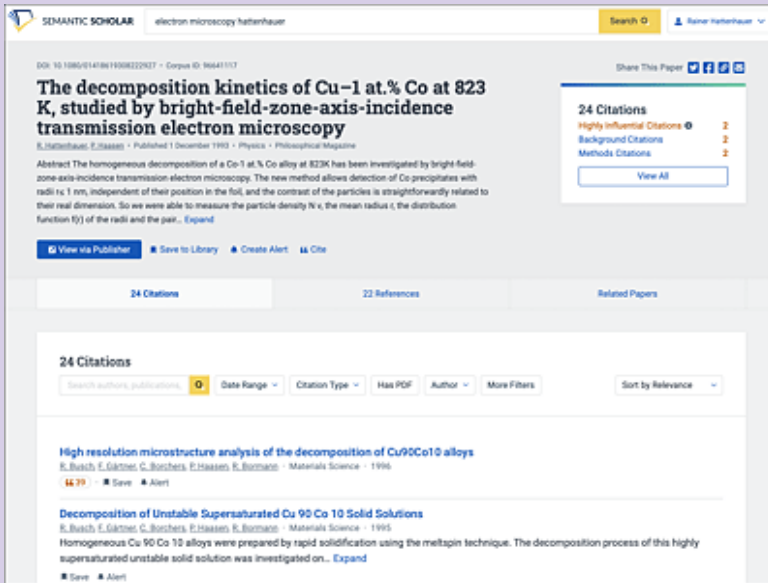 SEMANTIC SCHOLAR
electron microscopy hattenhauer
Search
Rainer Hattenhauer
DOI: 10.1080/01418619308222927 • Corpus ID: 96641117
Share This Paper
The decomposition kinetics of Cu–1 at.% Co at 823
K, studied by bright-field-zone-axis-incidence
transmission electron microscopy
R. Hattenhauer, P. Haasen • Published 1 December 1993 • Physics • Philosophical Magazine
Abstract The homogeneous decomposition of a Co-1 at.% Co alloy at 823K has been investigated by bright-field-
zone-axis-incidence transmission electron microscopy. The new method allows detection of Co precipitates with
radii 1 nm, independent of their position in the foil, and the contrast of the particles is straightforwardly related to
their real dimension. So we were able to measure the particle density N v, the mean radius r, the distribution
function f(r) of the radii and the pair... Expand
24 Citations
Highly Influential Citations 2
Background Citations 2
Methods Citations 2
View All
View via Publisher
Save to Library
Create Alert
Cite
24 Citations
22 References
Related Papers
24 Citations
Search authors, publications,
Date Range
Citation Type
Has PDF
Author
More Filters
Sort by Relevance
High resolution microstructure analysis of the decomposition of Cu90Co10 alloys
R. Busch, F. Gärtner, C. Borchers, P. Haasen, R. Bormann • Materials Science • 1996
39 • Save Alert
Decomposition of Unstable Supersaturated Cu 90 Co 10 Solid Solutions
R. Busch, F. Gärtner, C. Borchers, P. Haasen, R. Bormann • Materials Science • 1995
Homogeneous Cu 90 Co 10 alloys were prepared by rapid solidification using the meltspin technique. The decomposition process of this highly
supersaturated unstable solid solution was investigated on... Expand
Save Alert